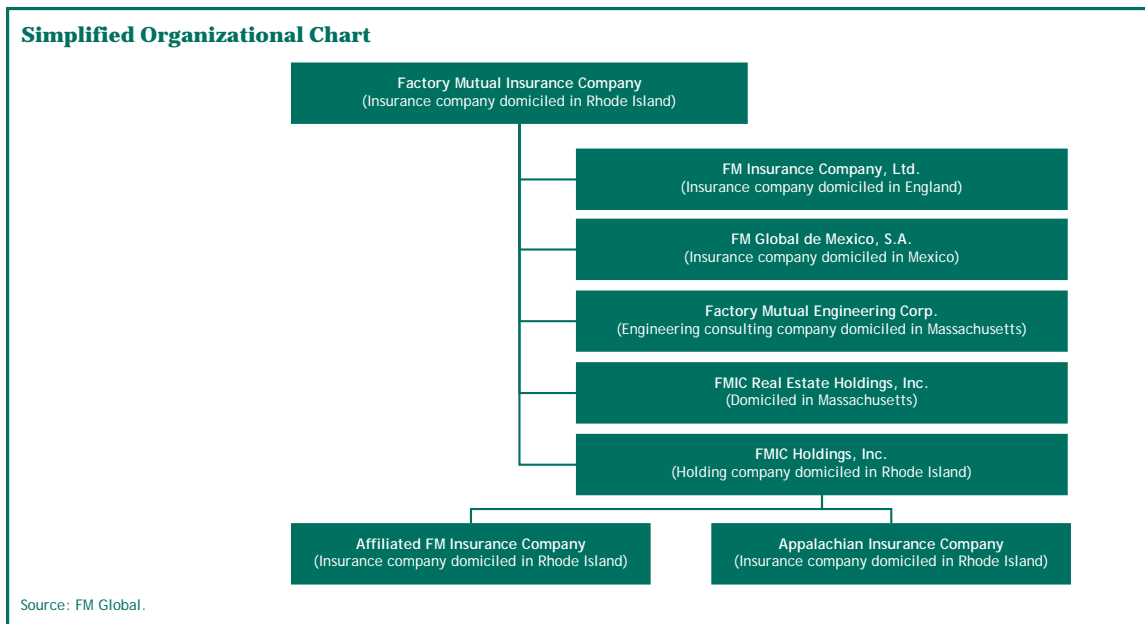 Simplified Organizational Chart
Factory Mutual Insurance Company
(Insurance company domiciled in Rhode Island)
FM Insurance Company, Ltd.
(Insurance company domiciled in England)
FM Global de Mexico, S.A.
(Insurance company domiciled in Mexico)
Factory Mutual Engineering Corp.
(Engineering consulting company domiciled in Massachusetts)
FMIC Real Estate Holdings, Inc.
(Domiciled in Massachusetts)
FMIC Holdings, Inc.
(Holding company domiciled in Rhode Island)
Affiliated FM Insurance Company
(Insurance company domiciled in Rhode Island)
Appalachian Insurance Company
(Insurance company domiciled in Rhode Island)
Source: FM Global.